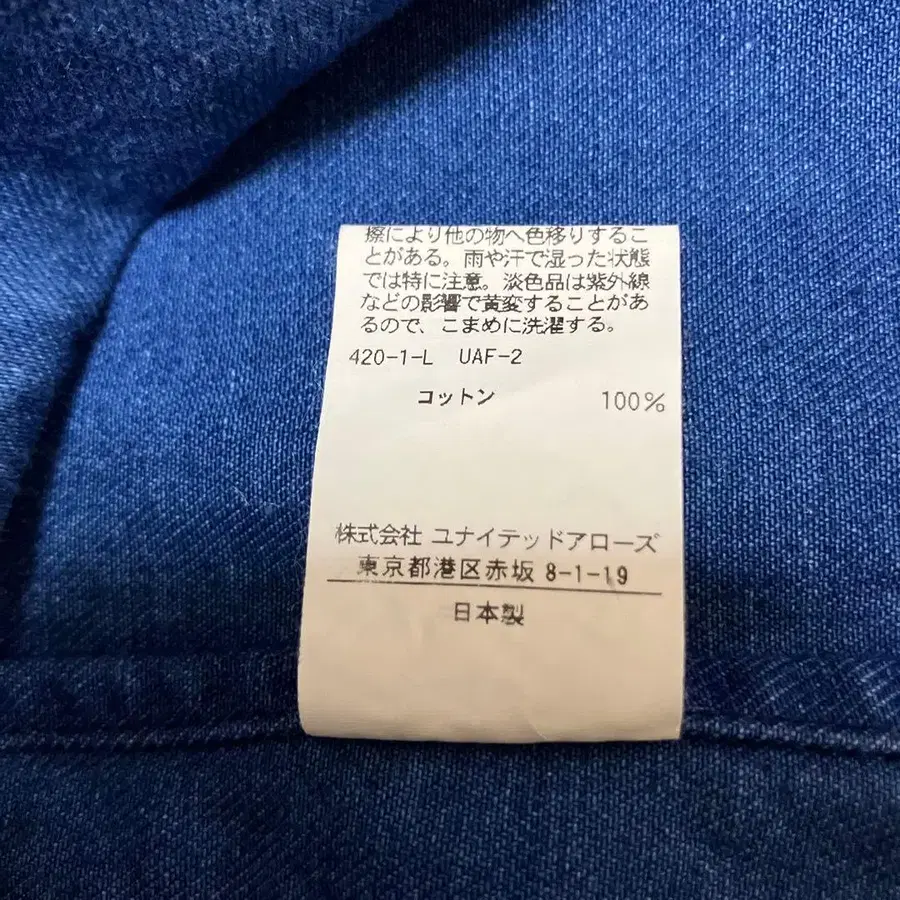 擦により他の物へ色移りするこ
とがある。雨や汗で湿った状態
では特に注意。淡色品は紫外線
などの影響で黄変することがあ
るので、こまめに洗濯する。
420-1-L UAF-2
コットン 100%
株式会社 ユナイテッドアローズ
東京都港区赤坂 8-1-19
日本製